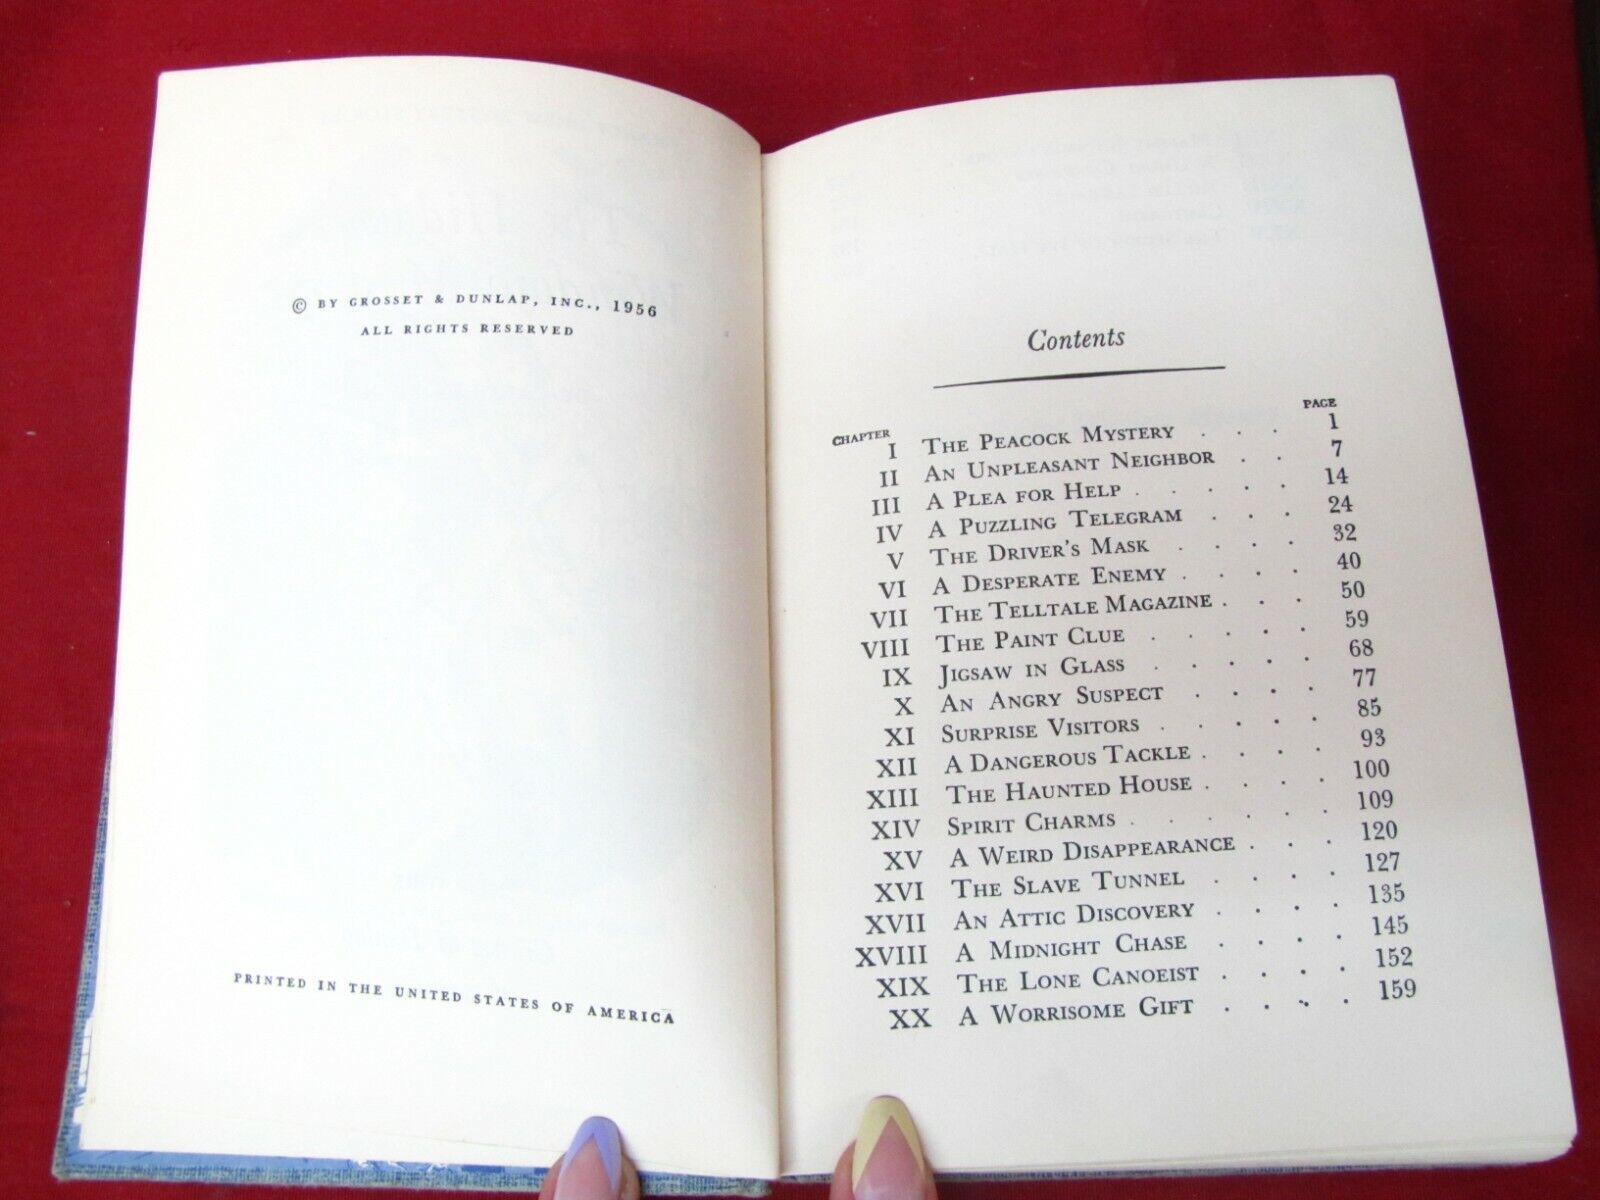 © BY GROSSET & DUNLAP, INC., 1956
ALL RIGHTS RESERVED
PRINTED IN THE UNITED STATES OF AMERICA
Contents
CHAPTER PAGE
I THE PEACOCK MYSTERY . . . 1
II AN UNPLEASANT NEIGHBOR . . 7
III A PLEA FOR HELP . . . . . 14
IV A PUZZLING TELEGRAM . . . 24
V THE DRIVER'S MASK . . . . 32
VI A DESPERATE ENEMY . . . . 40
VII THE TELLTALE MAGAZINE . . . 50
VIII THE PAINT CLUE . . . . . 59
IX JIGSAW IN GLASS . . . . . 68
X AN ANGRY SUSPECT . . . . 77
XI SURPRISE VISITORS . . . . . 85
XII A DANGEROUS TACKLE . . . . 93
XIII THE HAUNTED HOUSE . . . . 100
XIV SPIRIT CHARMS . . . . . . 109
XV A WEIRD DISAPPEARANCE . . . 120
XVI THE SLAVE TUNNEL . . . . 127
XVII AN ATTIC DISCOVERY . . . . 135
XVIII A MIDNIGHT CHASE . . . . 145
XIX THE LONE CANOEIST . . . . 152
XX A WORRISOME GIFT . . . . 159